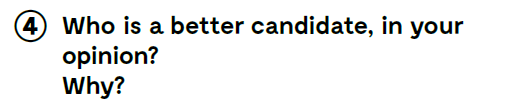 ④ Who is a better candidate, in your
opinion?
Why?